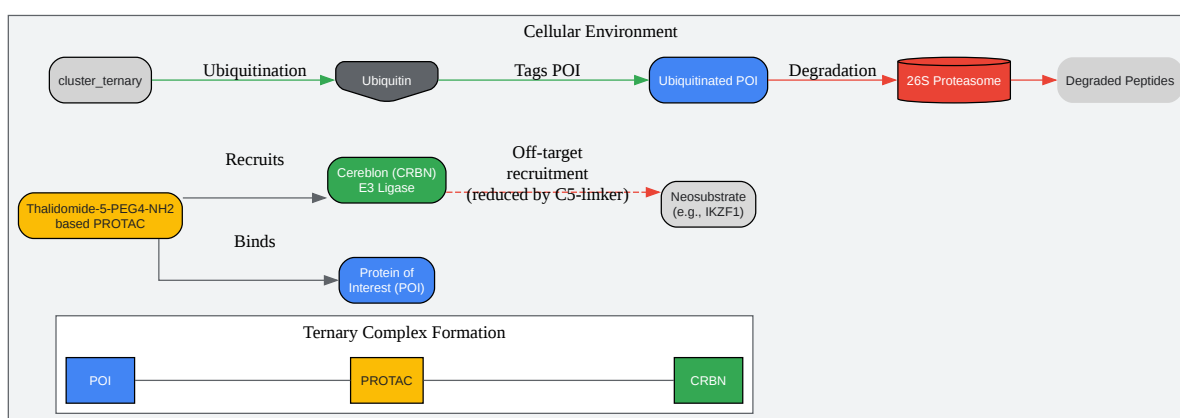 Cellular Environment
cluster_ternary
Ubiquitination
Ubiquitin
Tags POI
Ubiquitinated POI
Degradation
26S Proteasome
Degraded Peptides
Recruits
Cereblon (CRBN)
E3 Ligase
Off-target
recruitment
(reduced by C5-linker)
Neosubstrate
(e.g., IKZF1)
Thalidomide-5-PEG4-NH2
based PROTAC
Binds
Protein of
Interest (POI)
Ternary Complex Formation
POI
PROTAC
CRBN